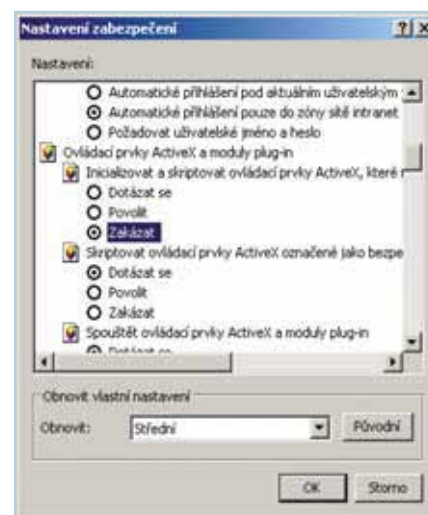 Nastavení zabezpečení
Nastavení:
Automatické přihlášení pod aktuálním uživatelským
Automatické přihlášení pouze do zóny sítě intranet
Požadovat uživatelské jméno a heslo
Ovládací prvky ActiveX a moduly plug-in
Inicializovat a skriptovat ovládací prvky ActiveX, které
Dotázat se
Povolit
Zakázat
Skriptovat ovládací prvky ActiveX označené jako bezpe
Dotázat se
Povolit
Zakázat
Spouštět ovládací prvky ActiveX a moduly plug-in
Dotázat se
Obnovit vlastní nastavení
Obnovit:
Střední
Původní
OK
Storno